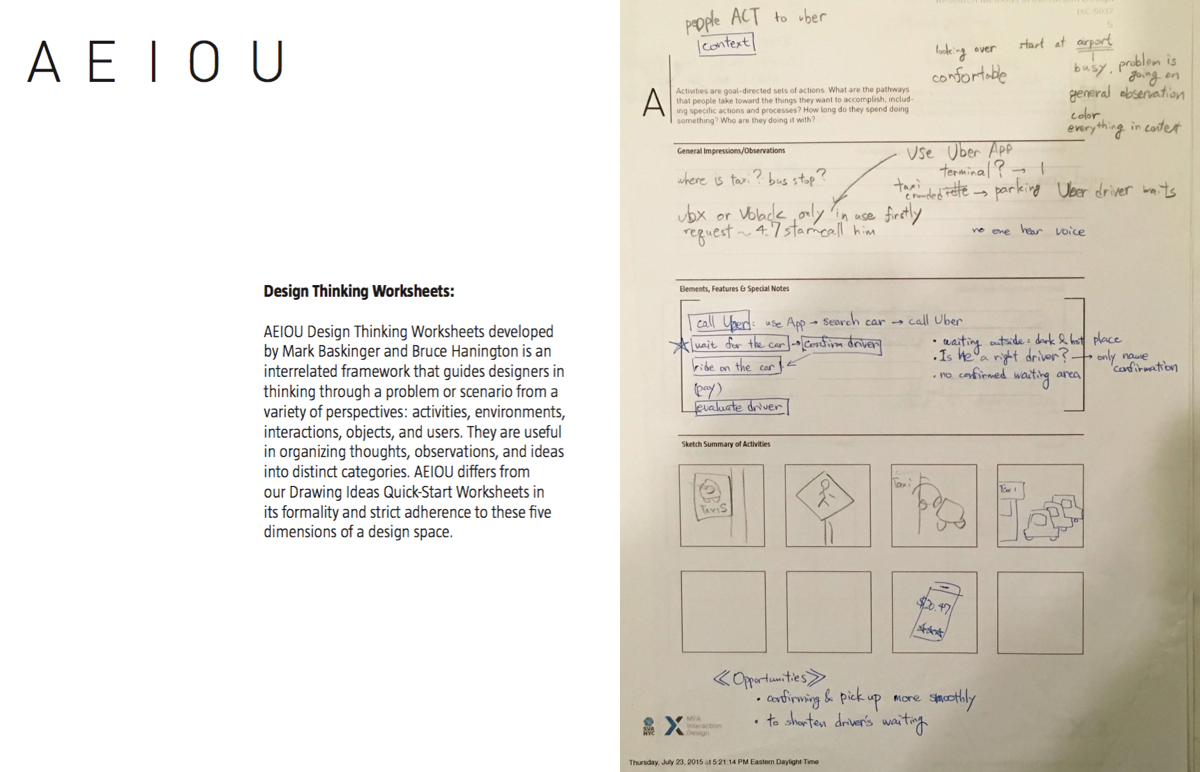 A E I O U
Design Thinking Worksheets:
AEIOU Design Thinking Worksheets developed
by Mark Baskinger and Bruce Hanington is an
interrelated framework that guides designers in
thinking through a problem or scenario from a
variety of perspectives: activities, environments,
interactions, objects, and users. They are useful
in organizing thoughts, observations, and ideas
into distinct categories. AEIOU differs from
our Drawing Ideas Quick-Start Worksheets in
its formality and strict adherence to these five
dimensions of a design space.
people ACT to uber
context
looking over
confortable
start at airport
busy, problem is
going on
general observation
color
everything in context
A
Activities are goal-directed sets of actions. What are the pathways
that people take toward the things they want to accomplish, includ-
ing specific actions and processes? How long do they spend doing
something? Who are they doing it with?
General Impressions/Observations
Use Uber App
where is taxi? bus stop?
terminal? → 1
taxi
crowded → parking Uber driver waits
only in use firstly
request ~ 4.7 star call him
no one hear voice
Elements, Features & Special Notes
call Uber: use App → search car → call Uber
wait for the car → confirm driver
ride on the car
(pay)
evaluate driver
• waiting outside: dark & hot place
• Is he a right driver? → only name
confirmation
• no confirmed waiting area
Sketch Summary of Activities
TAXIS
Taxi
Taxi
$20.47
≪Opportunities≫
• confirming & pick up more smoothly
• to shorten driver's waiting
SVA
NYC
MFA
Interaction
Design
Thursday, July 23, 2015 at 5:21:14 PM Eastern Daylight Time